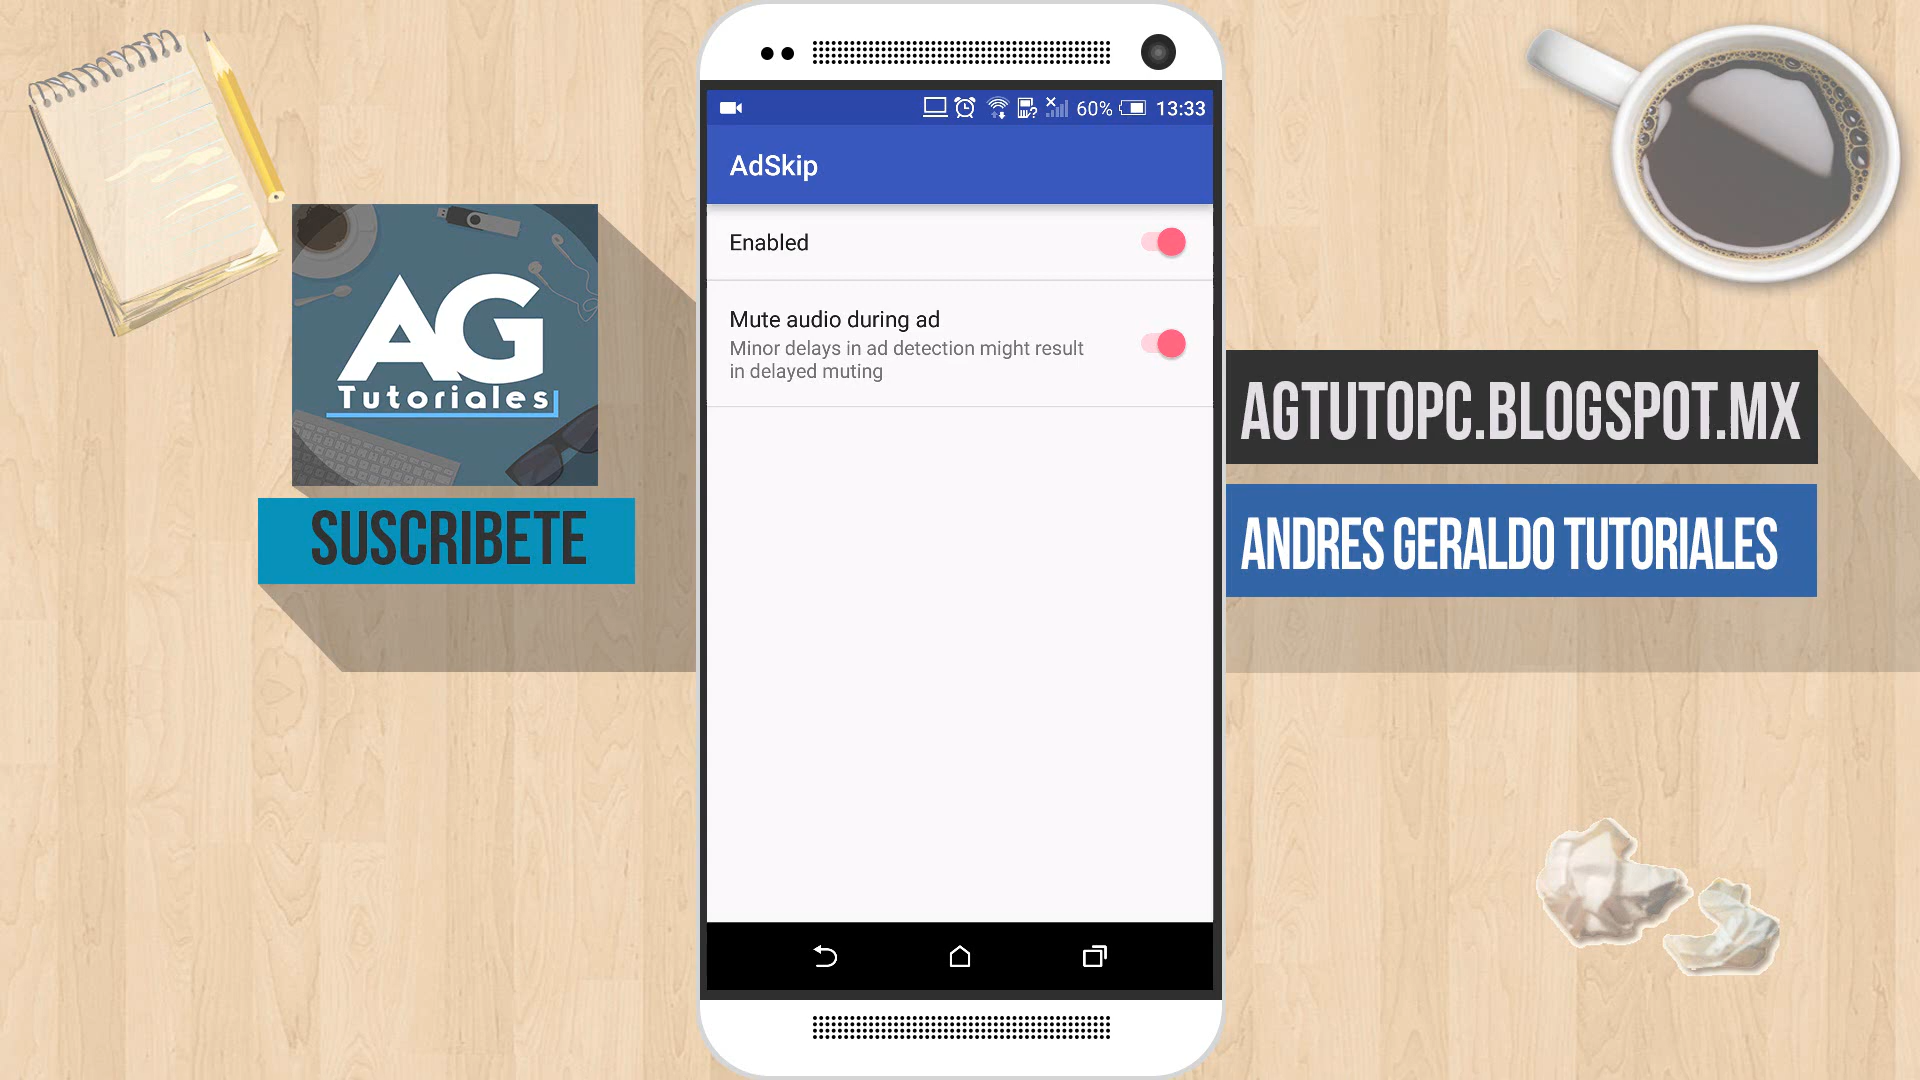 60% 13:33
AdSkip
Enabled
Mute audio during ad
Minor delays in ad detection might result
in delayed muting
AG
Tutoriales
SUSCRIBETE
AGTUTOPC.BLOGSPOT.MX
ANDRES GERALDO TUTORIALES